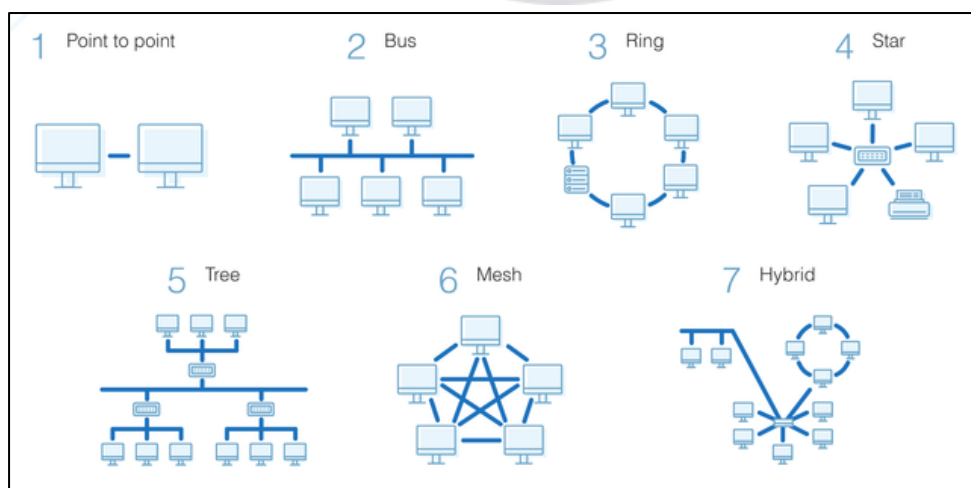 1 Point to point
2 Bus
3 Ring
4 Star
5 Tree
6 Mesh
7 Hybrid